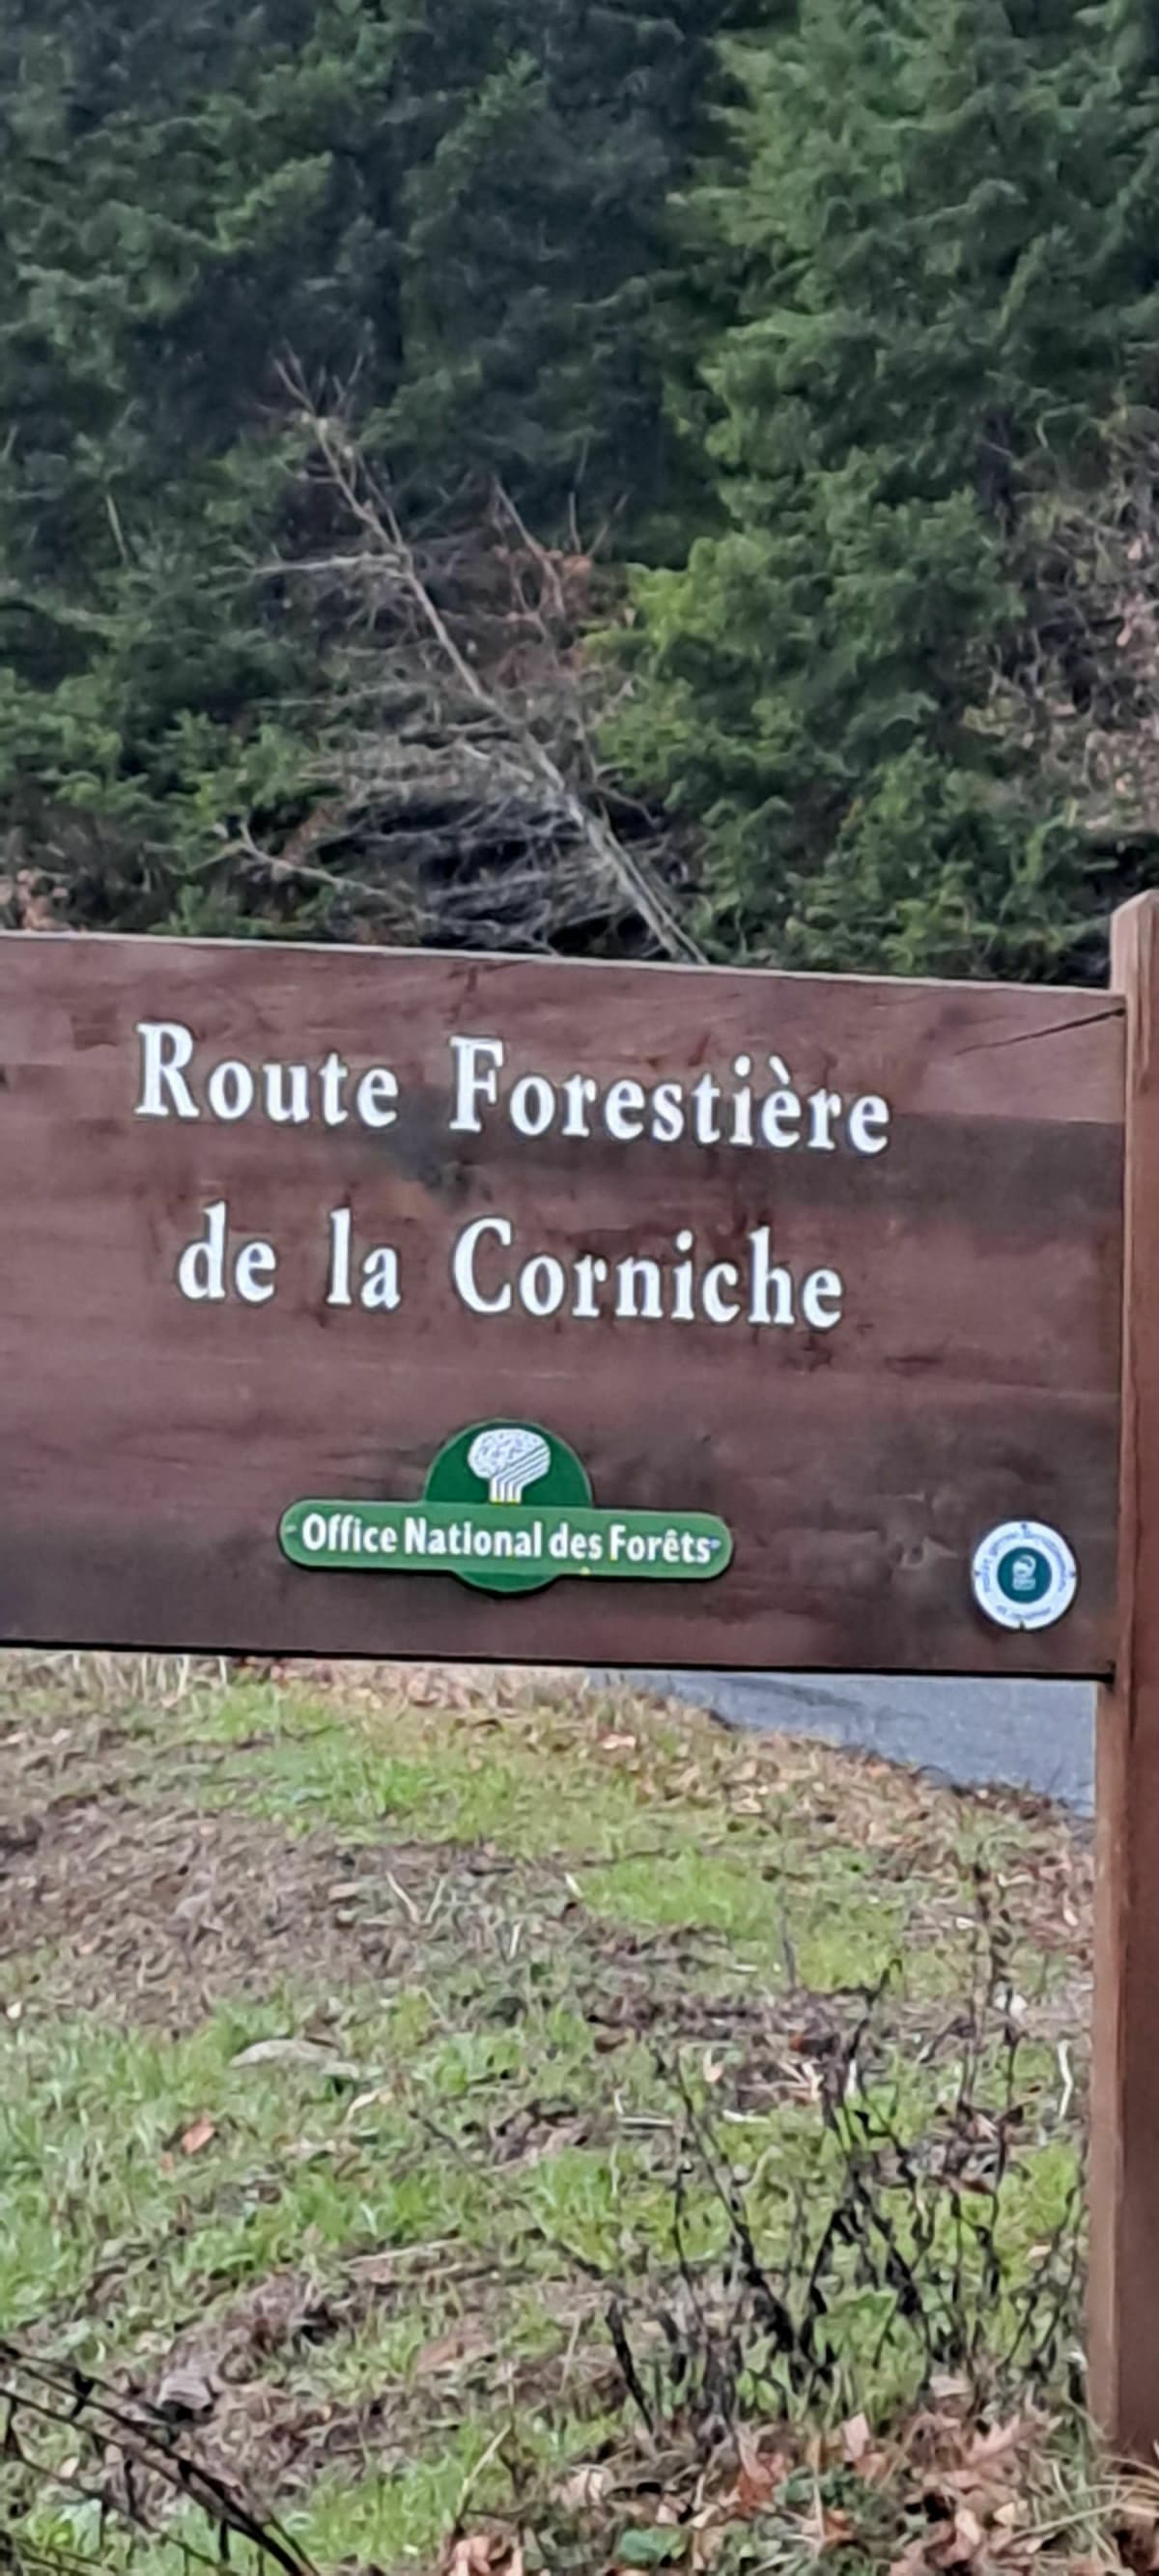 Route Forestière
de la Corniche
Office National des Forêts